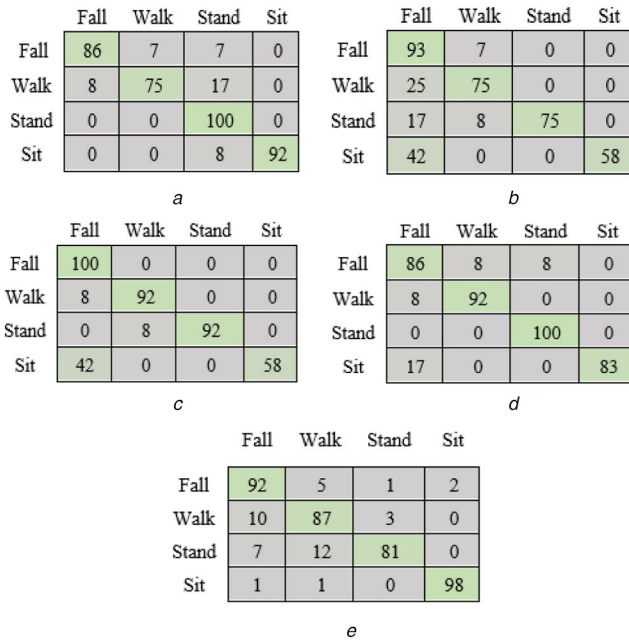 Fall Walk Stand Sit
Fall 86 7 7 0
Walk 8 75 17 0
Stand 0 0 100 0
Sit 0 0 8 92
a
Fall Walk Stand Sit
Fall 93 7 0 0
Walk 25 75 0 0
Stand 17 8 75 0
Sit 42 0 0 58
b
Fall Walk Stand Sit
Fall 100 0 0 0
Walk 8 92 0 0
Stand 0 8 92 0
Sit 42 0 0 58
c
Fall Walk Stand Sit
Fall 86 8 8 0
Walk 8 92 0 0
Stand 0 0 100 0
Sit 17 0 0 83
d
Fall Walk Stand Sit
Fall 92 5 1 2
Walk 10 87 3 0
Stand 7 12 81 0
Sit 1 1 0 98
e